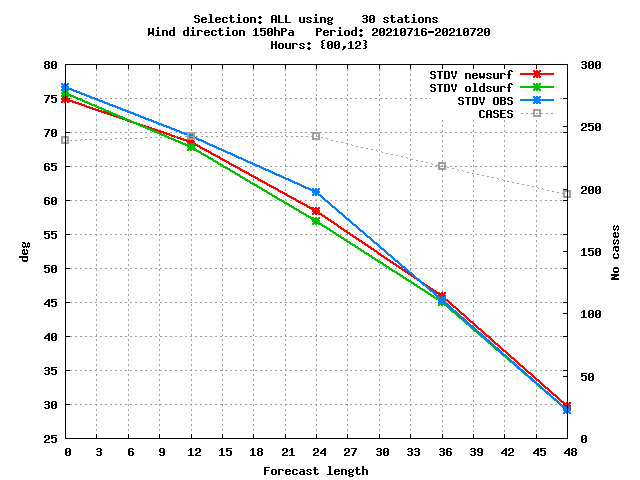 Selection: ALL using    30 stations
Wind direction 150hPa   Period: 20210716-20210720
Hours: {00,12}
STDV newsurf
STDV oldsurf
STDV OBS
CASES
80
75
70
65
60
55
50
45
40
35
30
25
deg
300
250
200
150
100
50
0
No cases
0 3 6 9 12 15 18 21 24 27 30 33 36 39 42 45 48
Forecast length